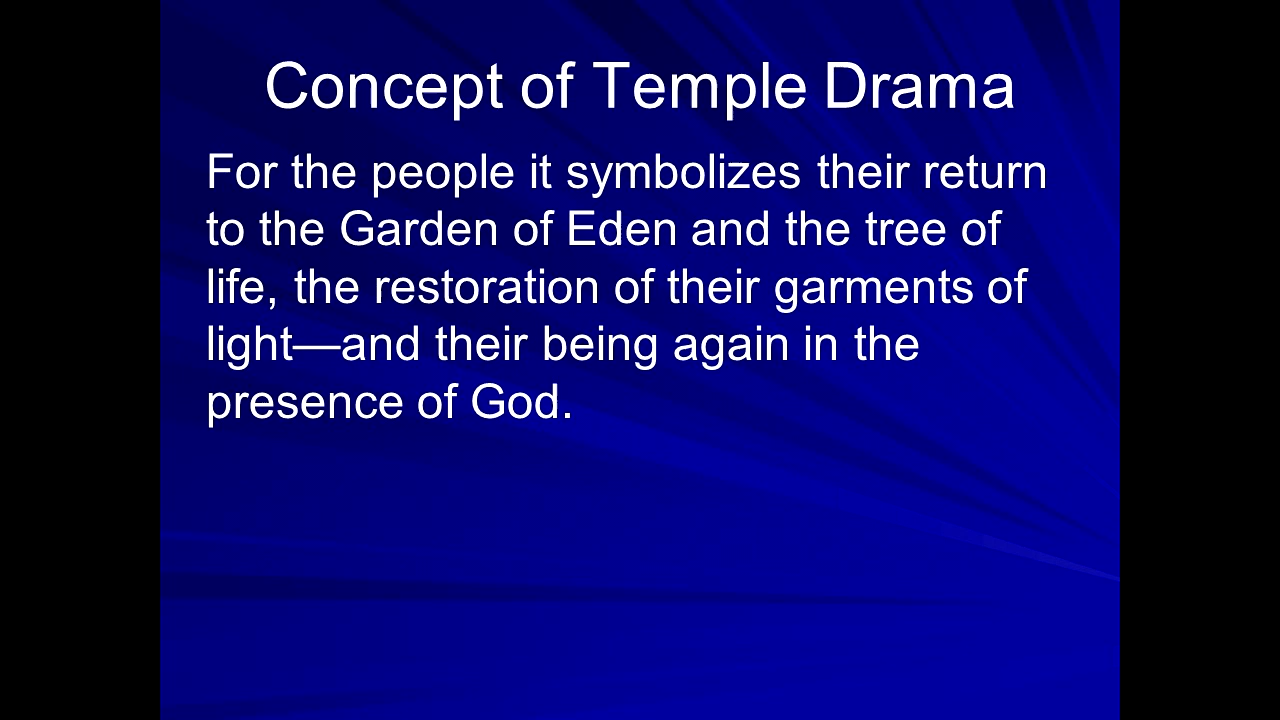 Concept of Temple Drama
For the people it symbolizes their return
to the Garden of Eden and the tree of
life, the restoration of their garments of
light—and their being again in the
presence of God.